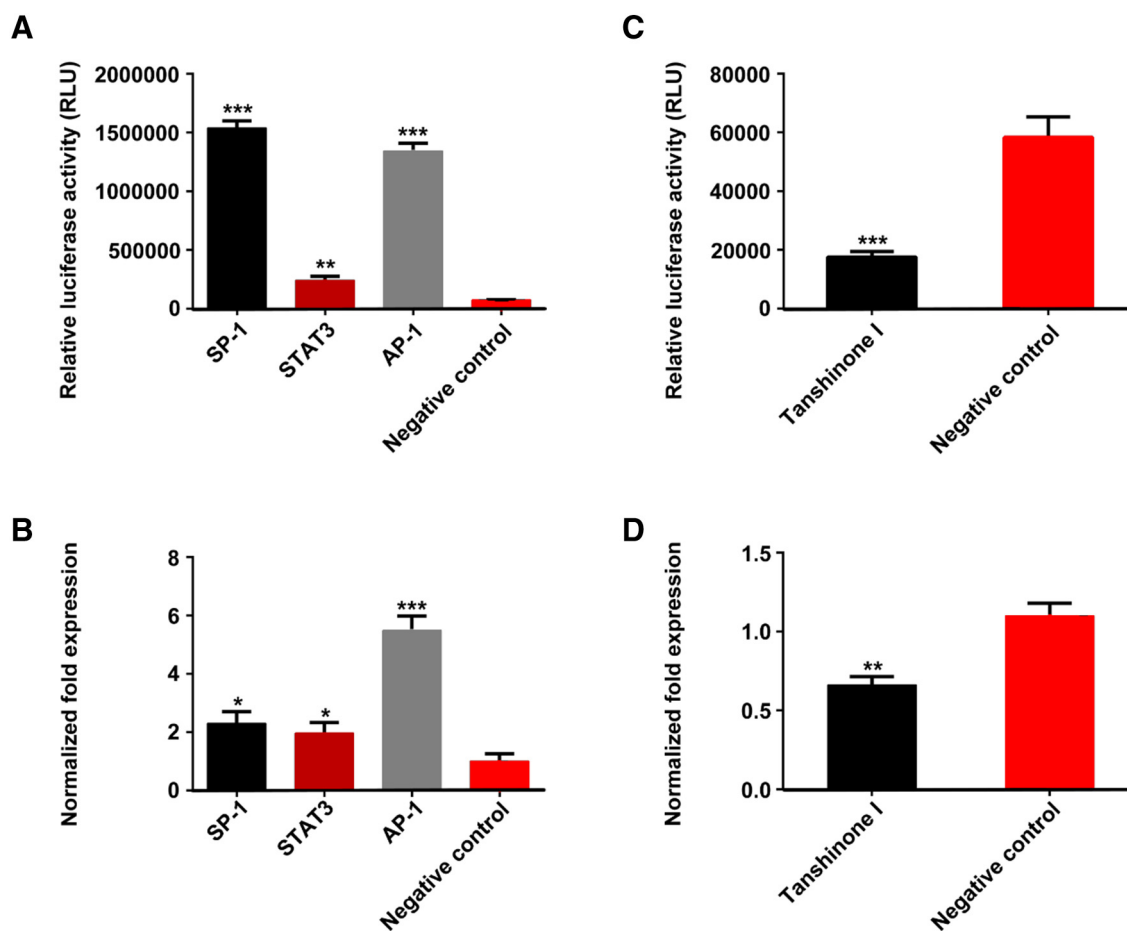 A
Relative luciferase activity (RLU)
2000000
1500000
1000000
500000
0
***
**
***
SP-1
STAT3
AP-1
Negative control
C
Relative luciferase activity (RLU)
80000
60000
40000
20000
0
***
Tanshinone I
Negative control
B
Normalized fold expression
8
6
4
2
0
*
*
***
SP-1
STAT3
AP-1
Negative control
D
Normalized fold expression
1.5
1.0
0.5
0.0
**
Tanshinone I
Negative control